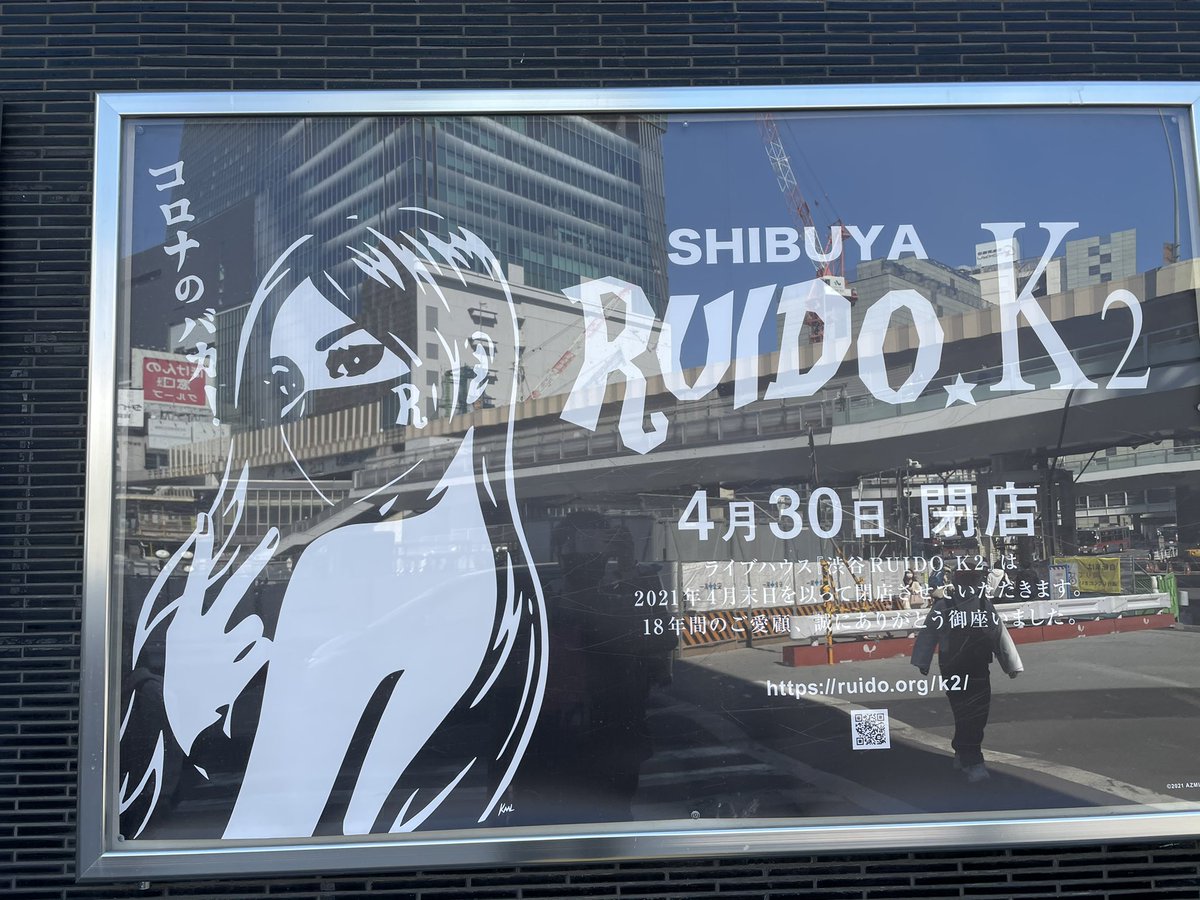 コロナのバカ!
SHIBUYA
RUIDO.★K2
4月30日 閉店
ライブハウス『渋谷RUIDO K2』は
2021年4月末日を以って閉店させていただきます。
18年間のご愛顧、誠にありがとう御座いました。
https://ruido.org/k2/
R
©2021 AZMI